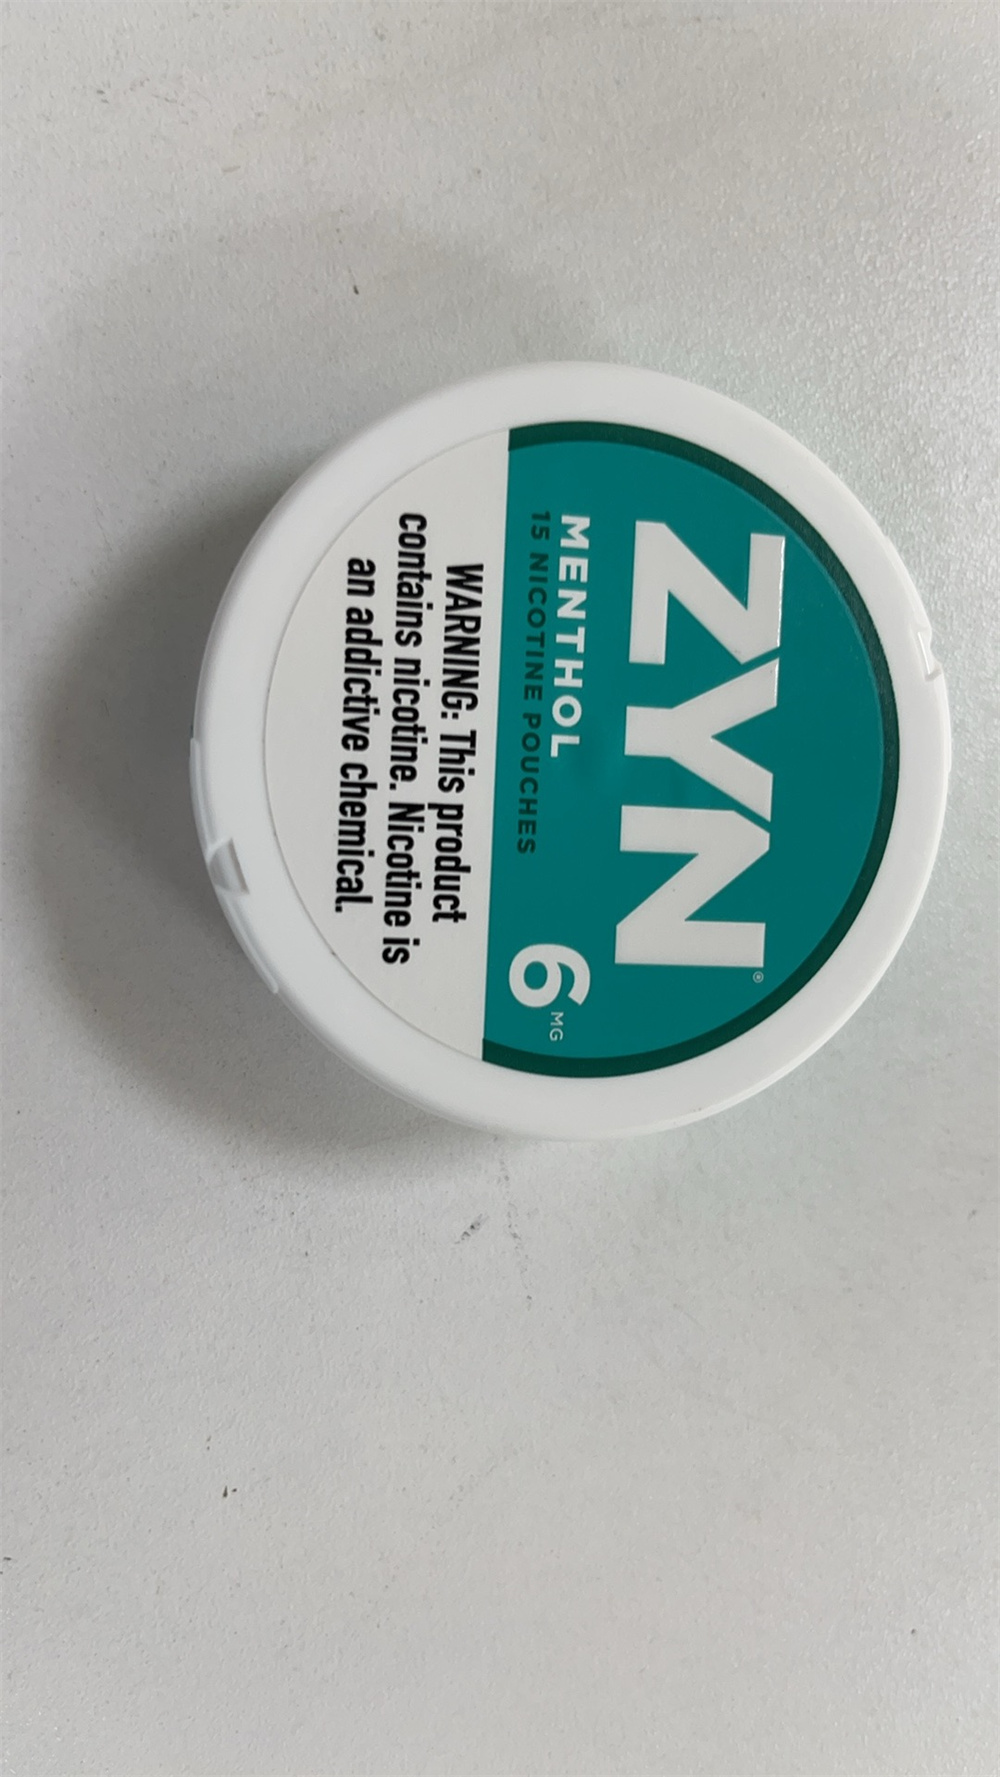 ZYN®
MENTHOL
15 NICOTINE POUCHES
6 MG
WARNING: This product
contains nicotine. Nicotine is
an addictive chemical.